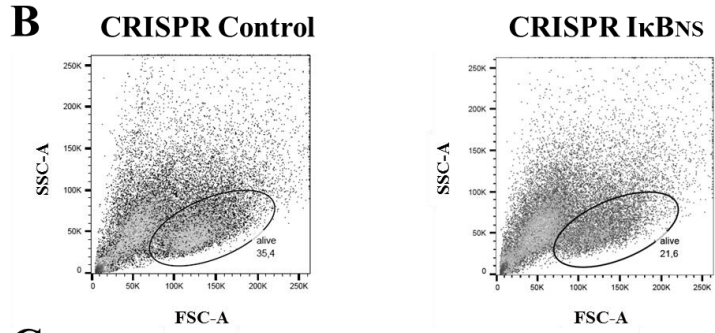 B
CRISPR Control
CRISPR IκBNS
250K
200K
150K
100K
50K
0
SSC-A
alive
35,4
0
50K
100K
150K
200K
250K
FSC-A
250K
200K
150K
100K
50K
0
SSC-A
alive
21,6
0
50K
100K
150K
200K
250K
FSC-A